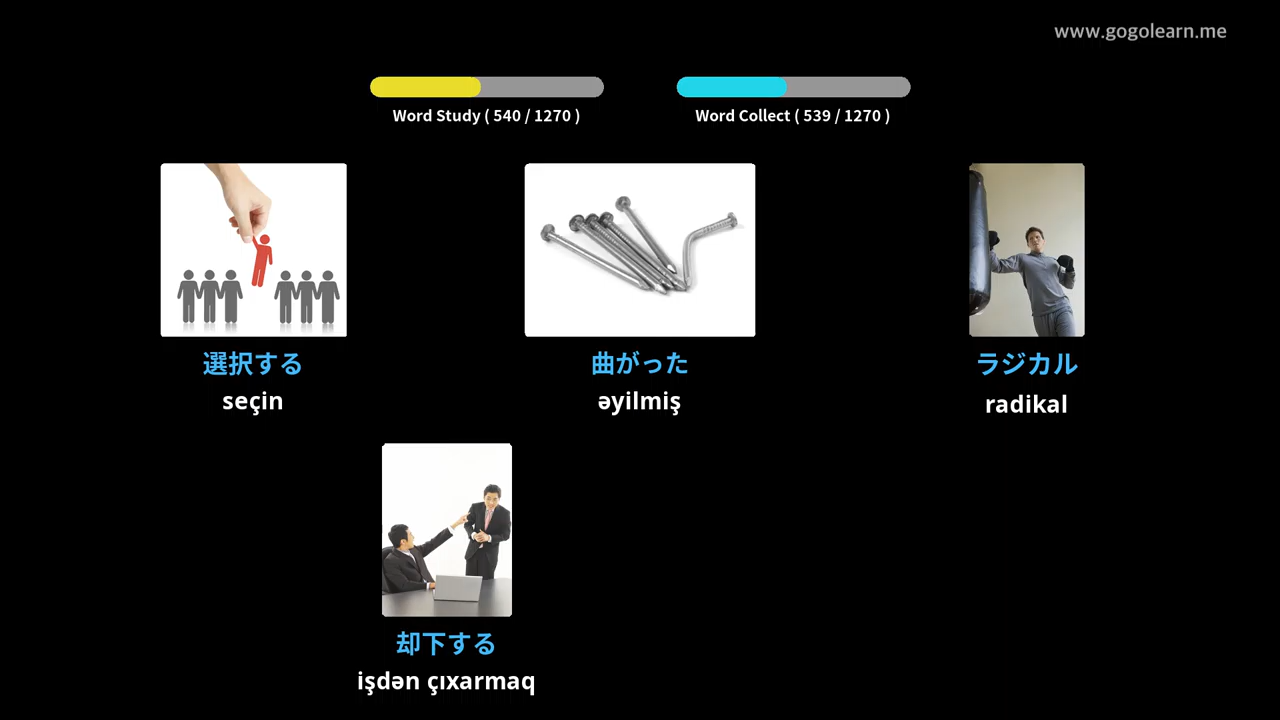 www.gogolearn.me
Word Study ( 540 / 1270 )
Word Collect ( 539 / 1270 )
選択する
seçin
曲がった
əyilmiş
ラジカル
radikal
却下する
işdən çıxarmaq